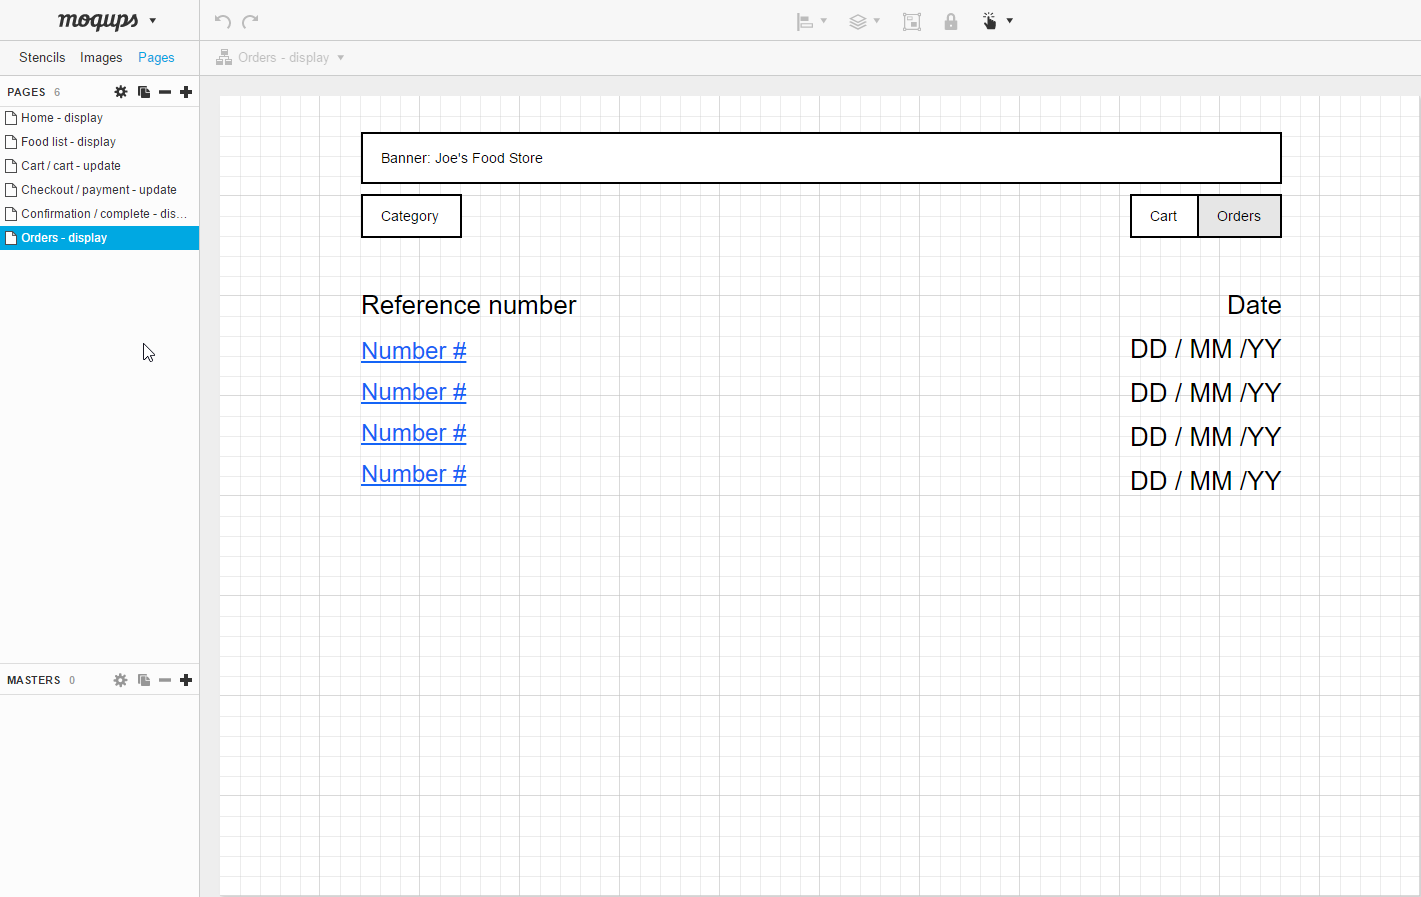 moqups
Stencils Images Pages
Orders - display
PAGES 6
Home - display
Food list - display
Cart / cart - update
Checkout / payment - update
Confirmation / complete - dis...
Orders - display
Banner: Joe's Food Store
Category
Cart
Orders
Reference number
Date
Number #
DD / MM /YY
Number #
DD / MM /YY
Number #
DD / MM /YY
Number #
DD / MM /YY
MASTERS 0